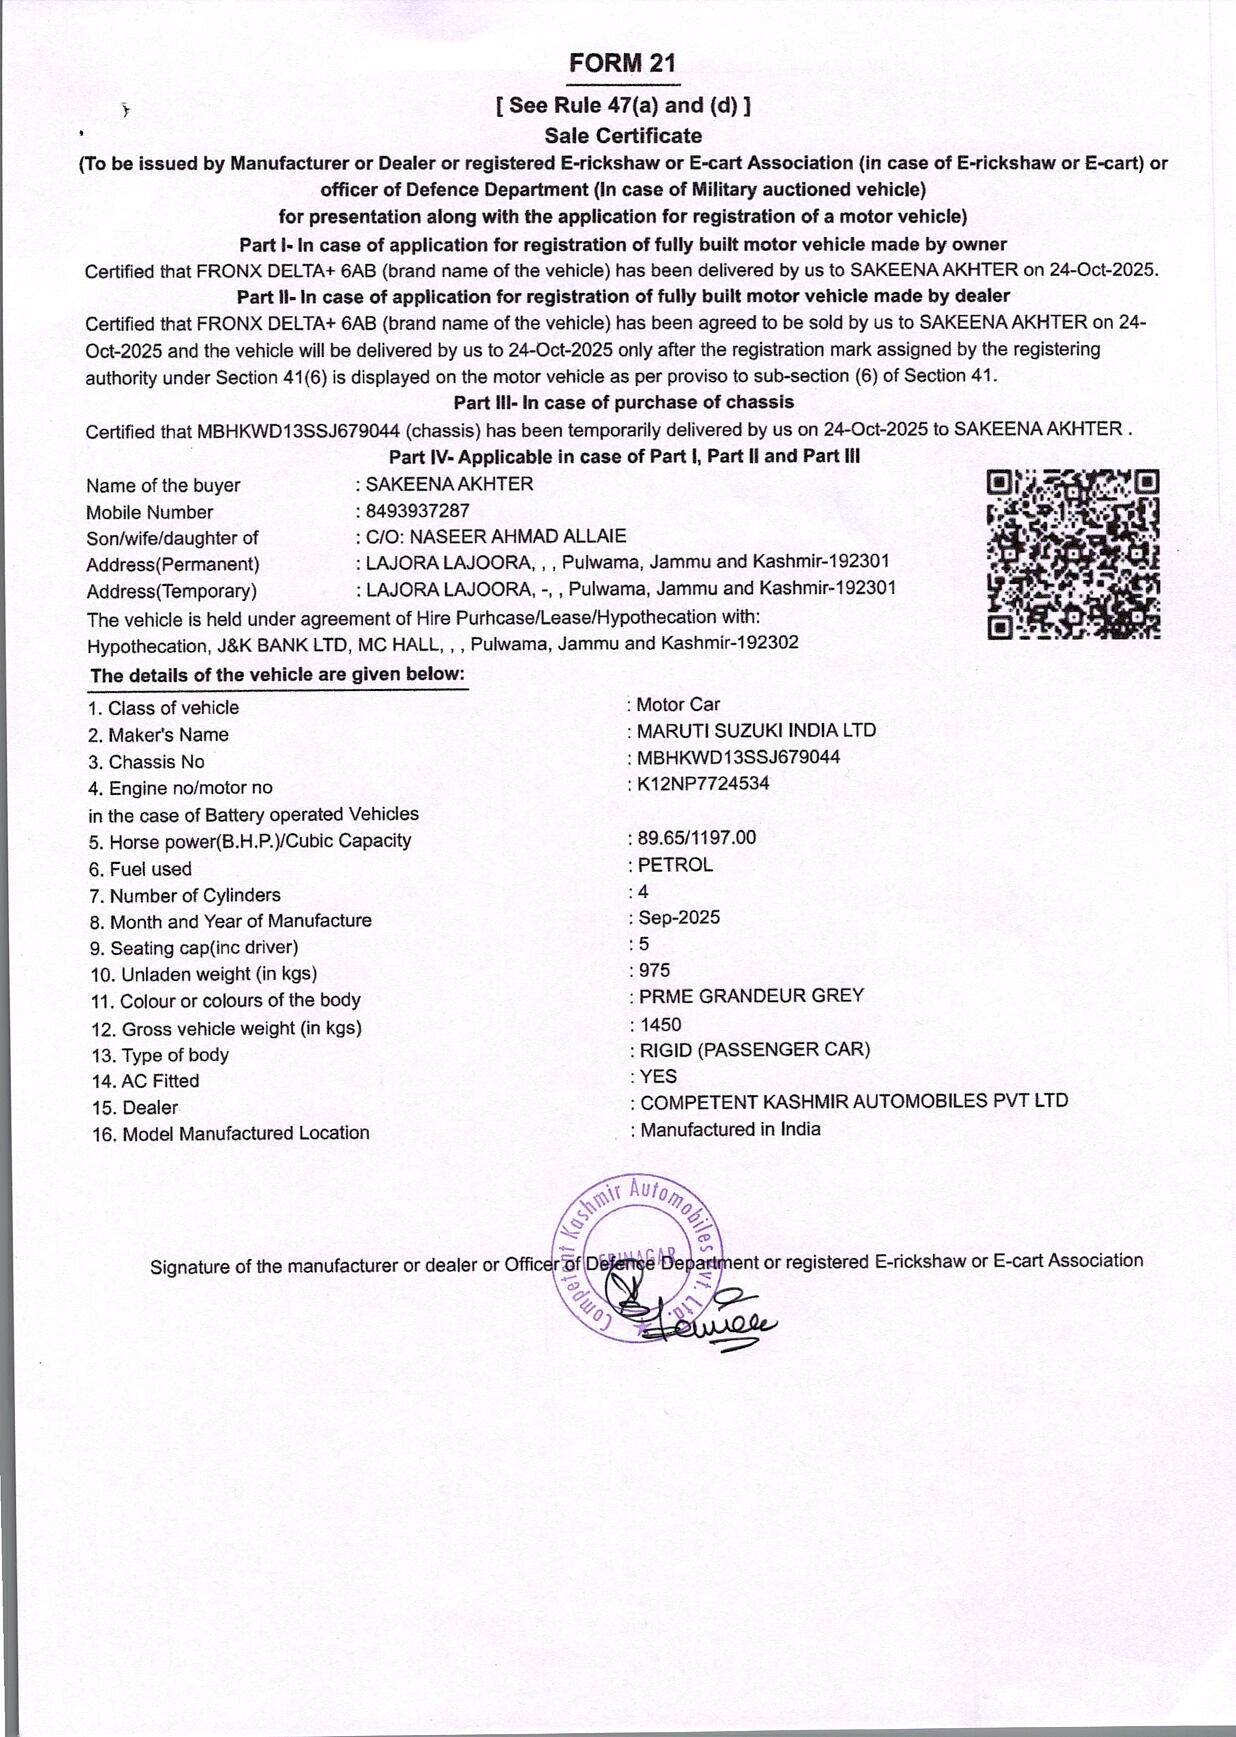 FORM 21
[ See Rule 47(a) and (d) ]
Sale Certificate
(To be issued by Manufacturer or Dealer or registered E-rickshaw or E-cart Association (in case of E-rickshaw or E-cart) or
officer of Defence Department (In case of Military auctioned vehicle)
for presentation along with the application for registration of a motor vehicle)
Part I- In case of application for registration of fully built motor vehicle made by owner
Certified that FRONX DELTA+ 6AB (brand name of the vehicle) has been delivered by us to SAKEENA AKHTER on 24-Oct-2025.
Part II- In case of application for registration of fully built motor vehicle made by dealer
Certified that FRONX DELTA+ 6AB (brand name of the vehicle) has been agreed to be sold by us to SAKEENA AKHTER on 24-
Oct-2025 and the vehicle will be delivered by us to 24-Oct-2025 only after the registration mark assigned by the registering
authority under Section 41(6) is displayed on the motor vehicle as per proviso to sub-section (6) of Section 41.
Part III- In case of purchase of chassis
Certified that MBHKWD13SSJ679044 (chassis) has been temporarily delivered by us on 24-Oct-2025 to SAKEENA AKHTER .
Part IV- Applicable in case of Part I, Part II and Part III
Name of the buyer : SAKEENA AKHTER
Mobile Number : 8493937287
Son/wife/daughter of : C/O: NASEER AHMAD ALLAIE
Address(Permanent) : LAJORA LAJOORA, , , Pulwama, Jammu and Kashmir-192301
Address(Temporary) : LAJORA LAJOORA, -, , Pulwama, Jammu and Kashmir-192301
The vehicle is held under agreement of Hire Purhcase/Lease/Hypothecation with:
Hypothecation, J&K BANK LTD, MC HALL, , , Pulwama, Jammu and Kashmir-192302
The details of the vehicle are given below:
1. Class of vehicle : Motor Car
2. Maker's Name : MARUTI SUZUKI INDIA LTD
3. Chassis No : MBHKWD13SSJ679044
4. Engine no/motor no : K12NP7724534
in the case of Battery operated Vehicles
5. Horse power(B.H.P.)/Cubic Capacity : 89.65/1197.00
6. Fuel used : PETROL
7. Number of Cylinders : 4
8. Month and Year of Manufacture : Sep-2025
9. Seating cap(inc driver) : 5
10. Unladen weight (in kgs) : 975
11. Colour or colours of the body : PRME GRANDEUR GREY
12. Gross vehicle weight (in kgs) : 1450
13. Type of body : RIGID (PASSENGER CAR)
14. AC Fitted : YES
15. Dealer : COMPETENT KASHMIR AUTOMOBILES PVT LTD
16. Model Manufactured Location : Manufactured in India
Competent Kashmir Automobiles Pvt. Ltd.
SRINAGAR
Signature of the manufacturer or dealer or Officer of Defence Department or registered E-rickshaw or E-cart Association